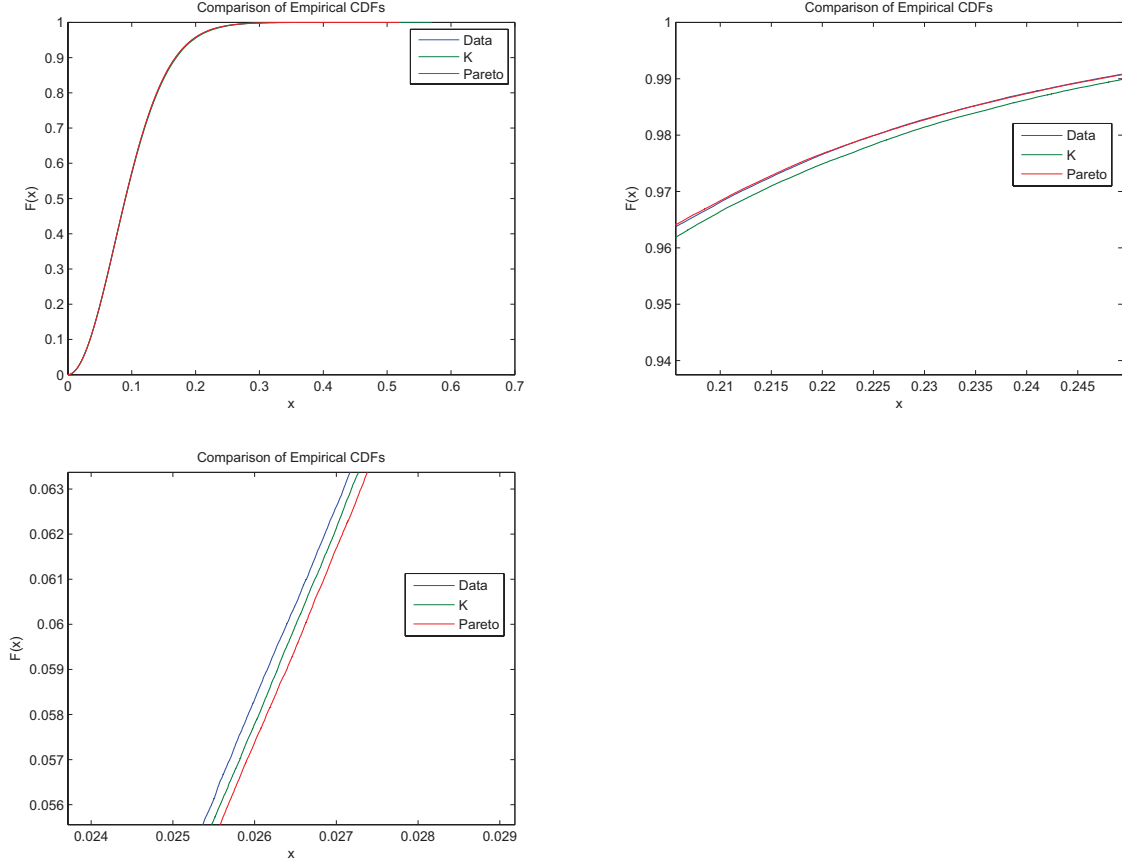 Comparison of Empirical CDFs
1
0.9
0.8
0.7
0.6
0.5
0.4
0.3
0.2
0.1
0
F(x)
Data
K
Pareto
0 0.1 0.2 0.3 0.4 0.5 0.6 0.7
x
Comparison of Empirical CDFs
1
0.99
0.98
0.97
0.96
0.95
0.94
F(x)
Data
K
Pareto
0.21 0.215 0.22 0.225 0.23 0.235 0.24 0.245
x
Comparison of Empirical CDFs
0.063
0.062
0.061
0.06
0.059
0.058
0.057
0.056
F(x)
Data
K
Pareto
0.024 0.025 0.026 0.027 0.028 0.029
x